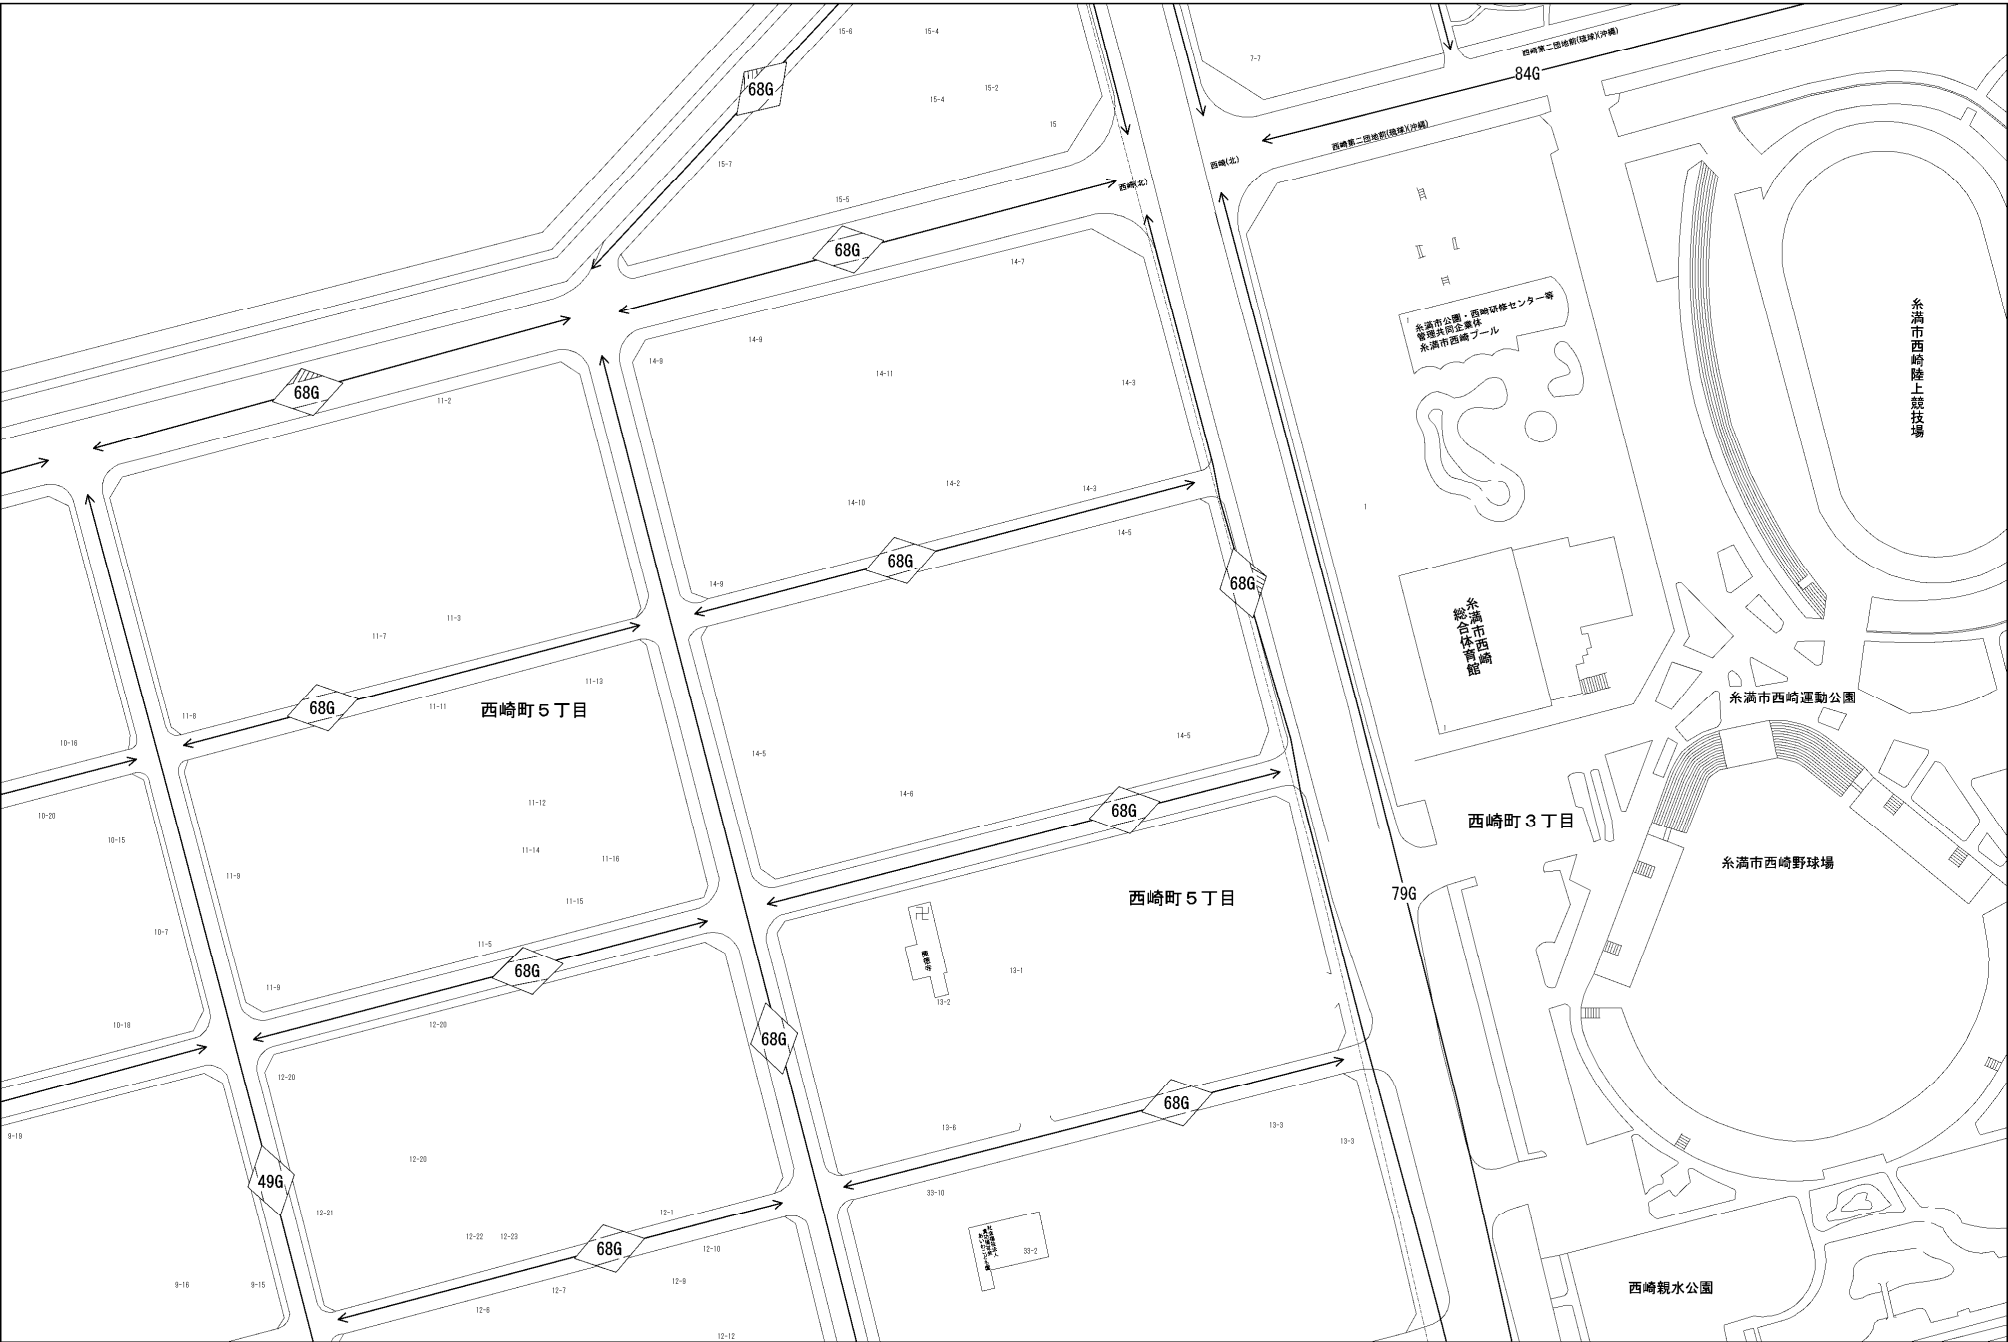 15-6
15-4
7-7
西崎第二団地前(琉球)(沖縄)
84G
68G
15-4
15-2
15
西崎第二団地前(琉球)(沖縄)
15-7
西崎(北)
西崎(北)
15-5
68G
14-7
糸満市公園・西崎研修センター等
管理共同企業体
糸満市西崎プール
糸満市西崎陸上競技場
14-9
14-9
14-11
14-3
68G
11-2
14-2
14-3
14-10
1
14-5
68G
14-9
68G
糸満市西崎
総合体育館
11-3
11-7
11-13
糸満市西崎運動公園
68G
11-11
西崎町5丁目
11-8
14-5
14-5
10-16
14-6
11-12
68G
10-20
西崎町3丁目
10-15
11-14
11-16
糸満市西崎野球場
11-9
79G
11-15
西崎町5丁目
10-7
11-5
68G
13-1
11-9
13-2
10-18
12-20
68G
12-20
68G
13-6
13-3
13-3
9-19
12-20
49G
33-10
12-21
12-1
12-22
12-23
68G
12-10
33-2
9-16
9-15
12-9
12-7
西崎親水公園
12-6
12-12